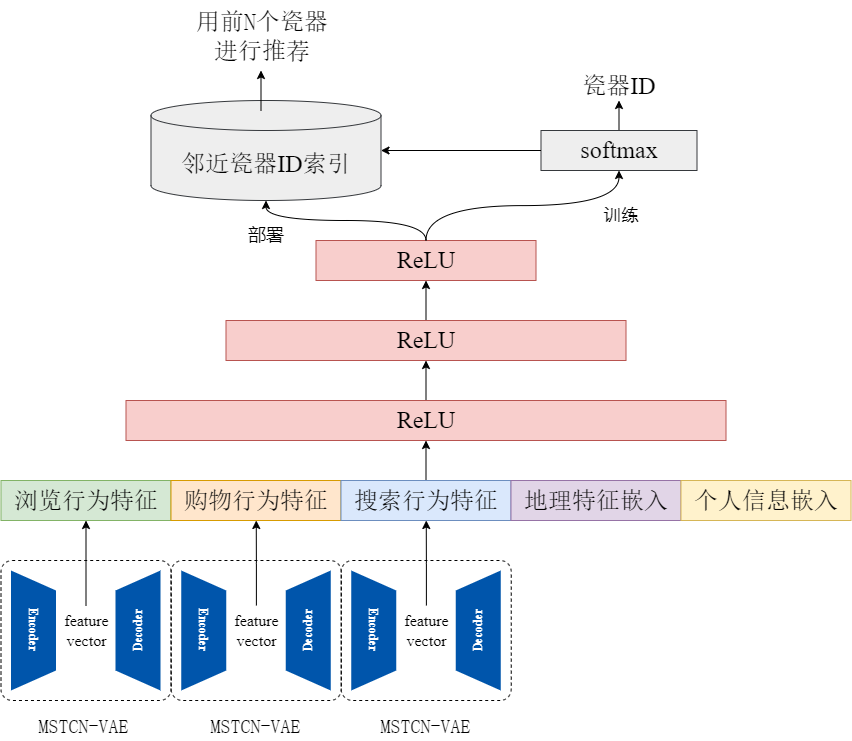 用前N个瓷器
进行推荐
瓷器ID
邻近瓷器ID索引
softmax
部署
训练
ReLU
ReLU
ReLU
浏览行为特征 购物行为特征 搜索行为特征 地理特征嵌入 个人信息嵌入
Encoder
feature
vector
Decoder
Encoder
feature
vector
Decoder
Encoder
feature
vector
Decoder
MSTCN-VAE MSTCN-VAE MSTCN-VAE